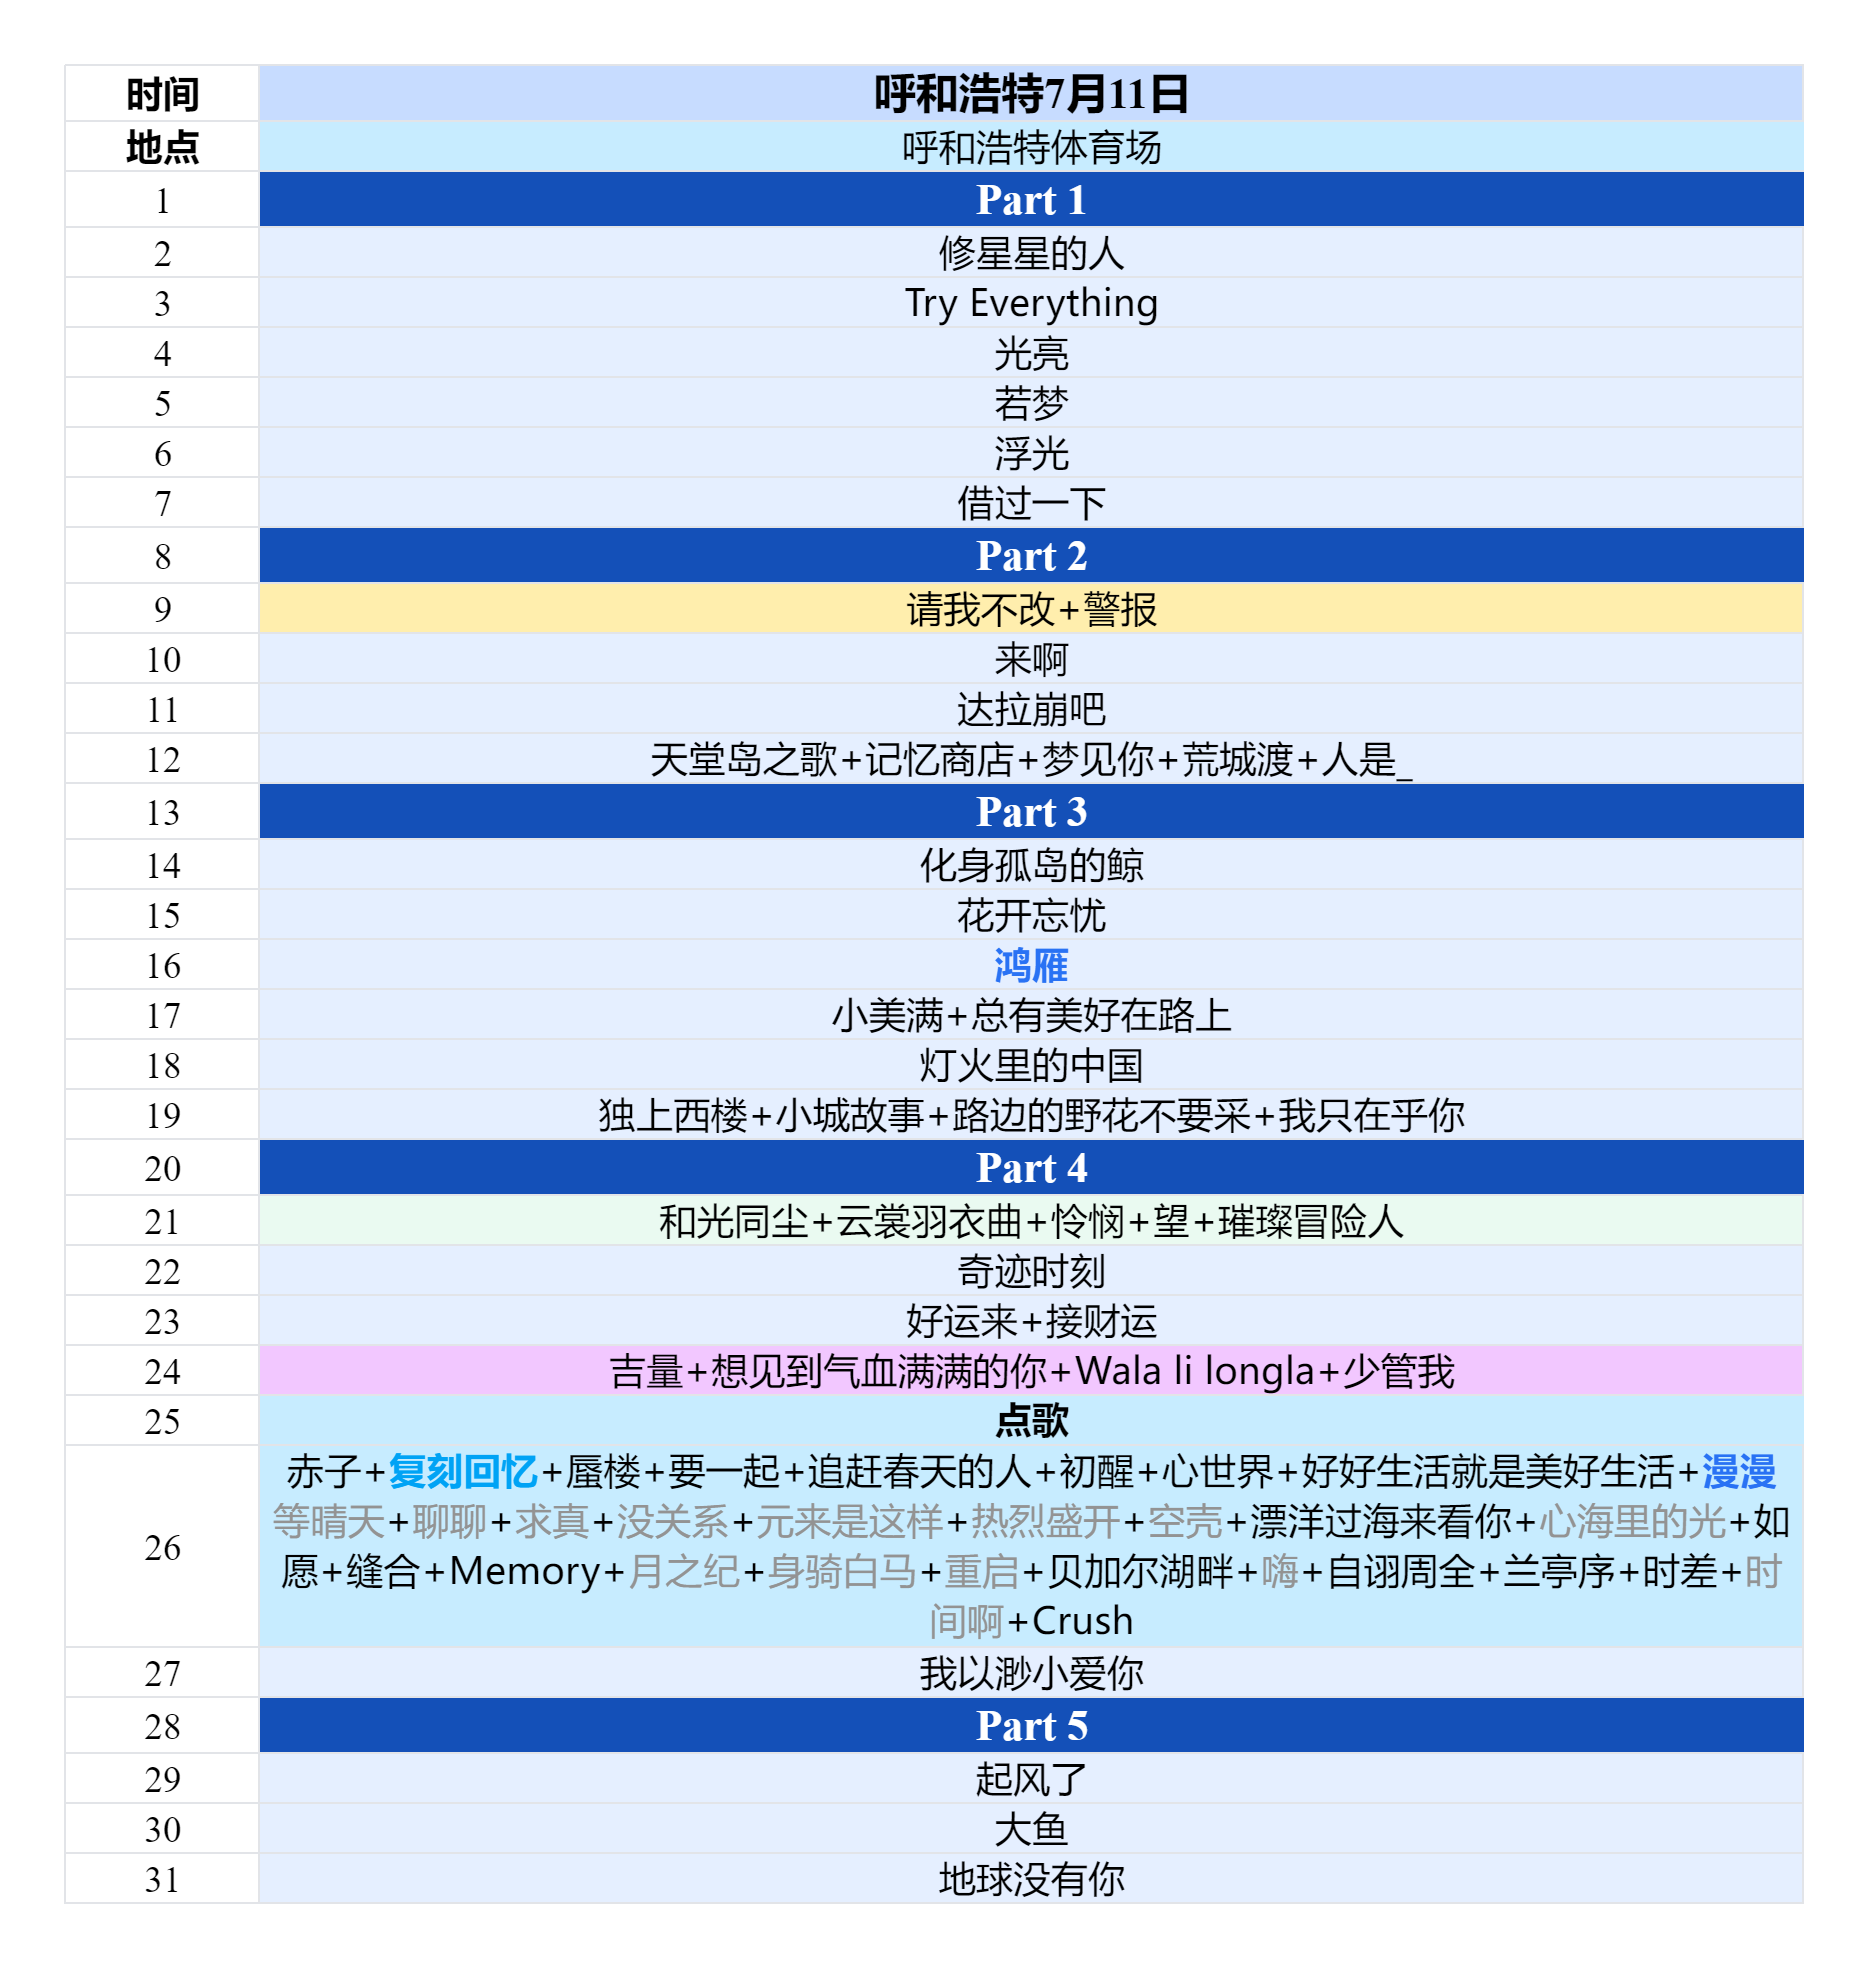 时间 呼和浩特7月11日
地点 呼和浩特体育场
1 Part 1
2 修星星的人
3 Try Everything
4 光亮
5 若梦
6 浮光
7 借过一下
8 Part 2
9 请我不改+警报
10 来啊
11 达拉崩吧
12 天堂岛之歌+记忆商店+梦见你+荒城渡+人是_
13 Part 3
14 化身孤岛的鲸
15 花开忘忧
16 鸿雁
17 小美满+总有美好在路上
18 灯火里的中国
19 独上西楼+小城故事+路边的野花不要采+我只在乎你
20 Part 4
21 和光同尘+云裳羽衣曲+怜悯+望+璀璨冒险人
22 奇迹时刻
23 好运来+接财运
24 吉量+想见到气血满满的你+Wala li longla+少管我
25 点歌
赤子+复刻回忆+蜃楼+要一起+追赶春天的人+初醒+心世界+好好生活就是美好生活+漫漫
等晴天+聊聊+求真+没关系+元来是这样+热烈盛开+空壳+漂洋过海来看你+心海里的光+如
26
愿+缝合+Memory+月之纪+身骑白马+重启+贝加尔湖畔+嗨+自诩周全+兰亭序+时差+时
间啊+Crush
27 我以渺小爱你
28 Part 5
29 起风了
30 大鱼
31 地球没有你